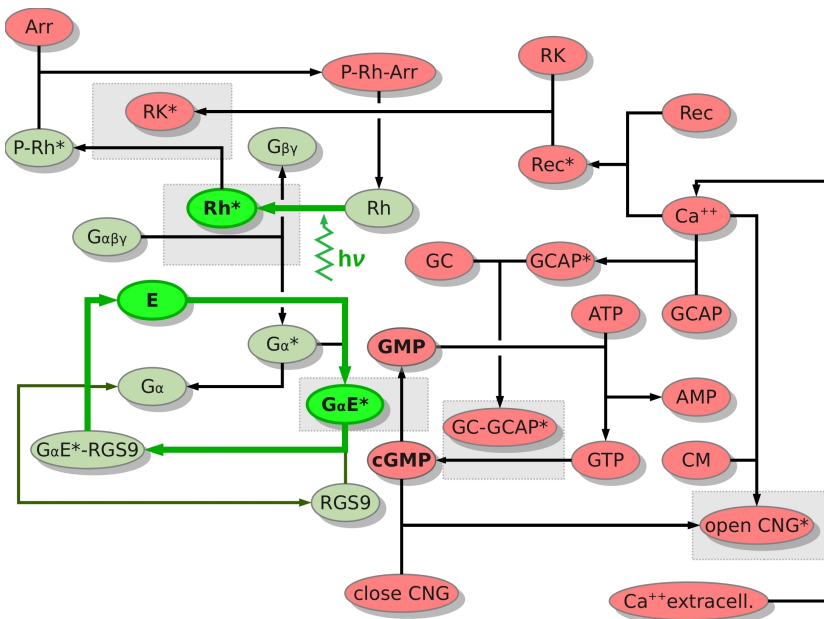 Arr
P-Rh-Arr
RK
RK*
Rec
P-Rh*
Gβγ
Rec*
Rh*
Rh
Ca⁺⁺
Gαβγ
hν
GC
GCAP*
E
ATP
GCAP
Gα*
GMP
Gα
GαE*
AMP
GC-GCAP*
GαE*-RGS9
cGMP
GTP
CM
RGS9
open CNG*
close CNG
Ca⁺⁺extracell.